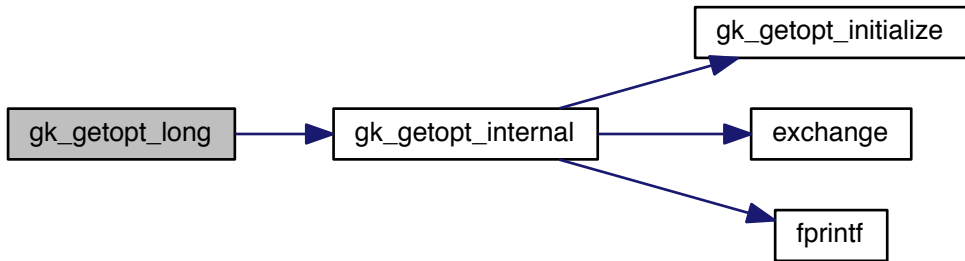 gk_getopt_long
gk_getopt_internal
gk_getopt_initialize
exchange
fprintf